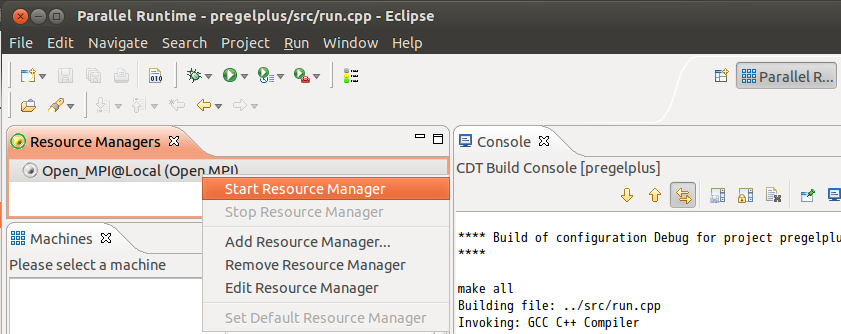 Parallel Runtime - pregelplus/src/run.cpp - Eclipse
File Edit Navigate Search Project Run Window Help
010
Parallel R...
Resource Managers
Open_MPI@Local (Open MPI)
Start Resource Manager
Stop Resource Manager
Add Resource Manager...
Remove Resource Manager
Edit Resource Manager
Set Default Resource Manager
Machines
Please select a machine
Console
CDT Build Console [pregelplus]
**** Build of configuration Debug for project pregelplu
****
make all
Building file: ../src/run.cpp
Invoking: GCC C++ Compiler